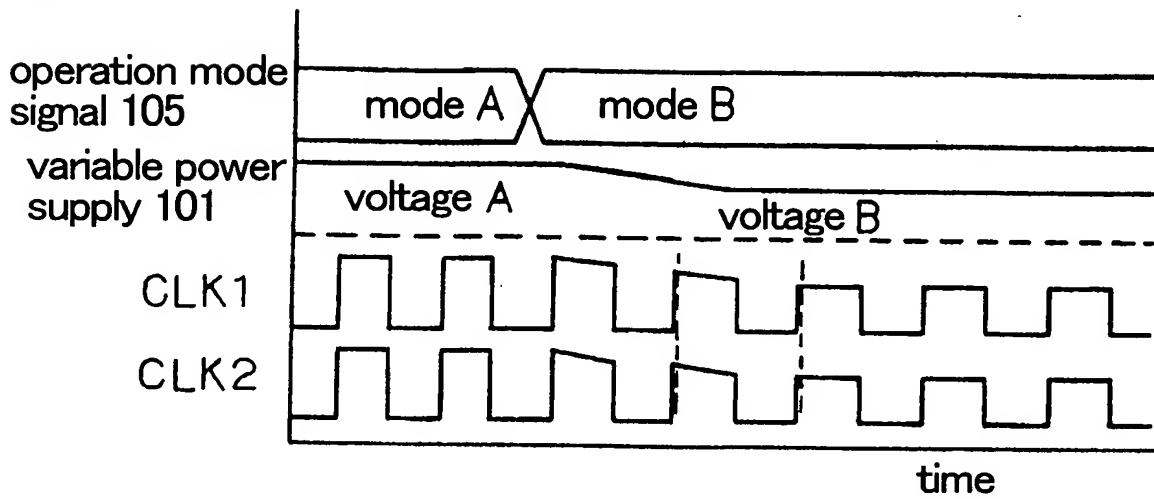 operation mode
signal 105
mode A
mode B
variable power
supply 101
voltage A
voltage B
CLK1
CLK2
time